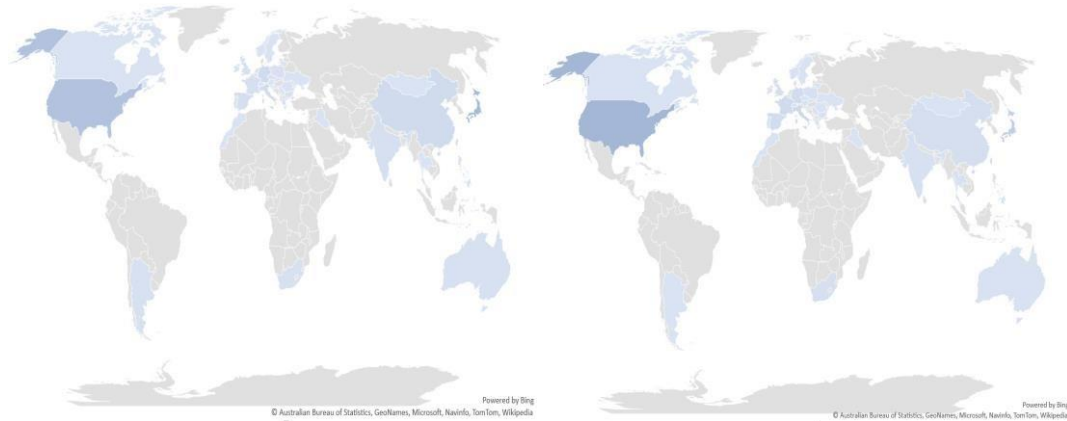 Powered by Bing
© Australian Bureau of Statistics, GeoNames, Microsoft, Navinfo, TomTom, Wikipedia
Powered by Bing
© Australian Bureau of Statistics, GeoNames, Microsoft, Navinfo, TomTom, Wikipedia